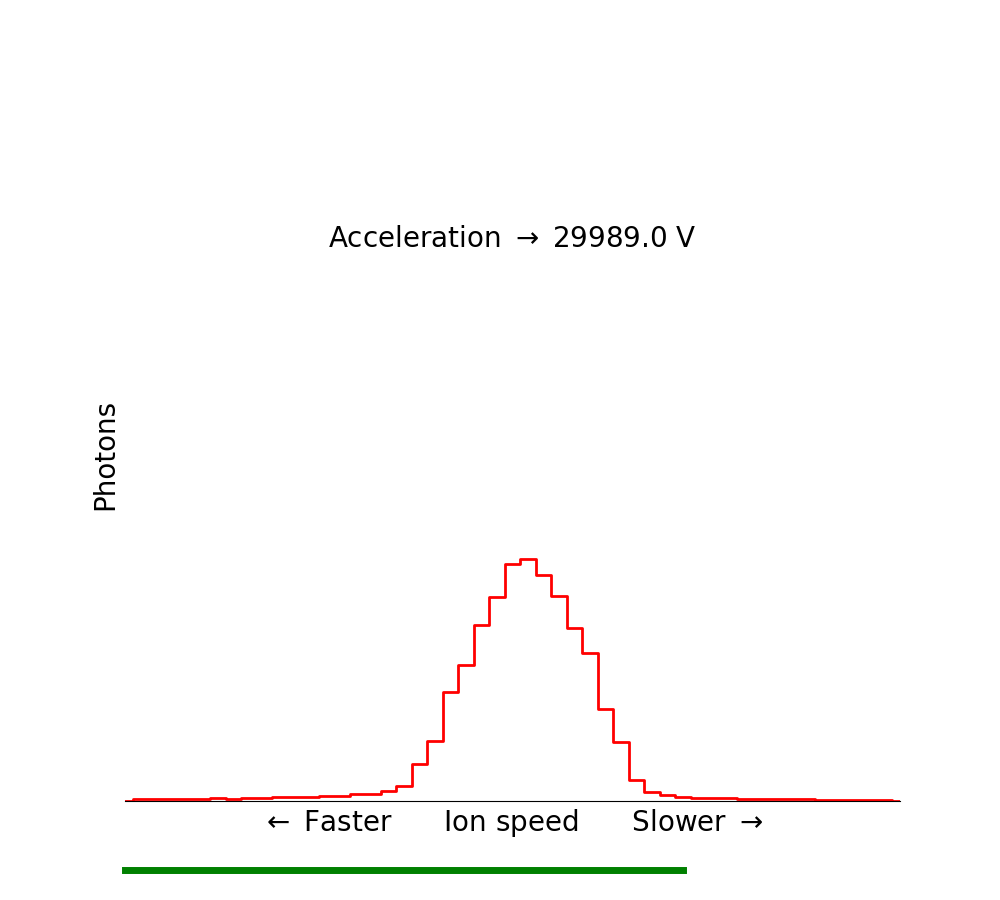 Acceleration → 29989.0 V
Photons
← Faster Ion speed Slower →